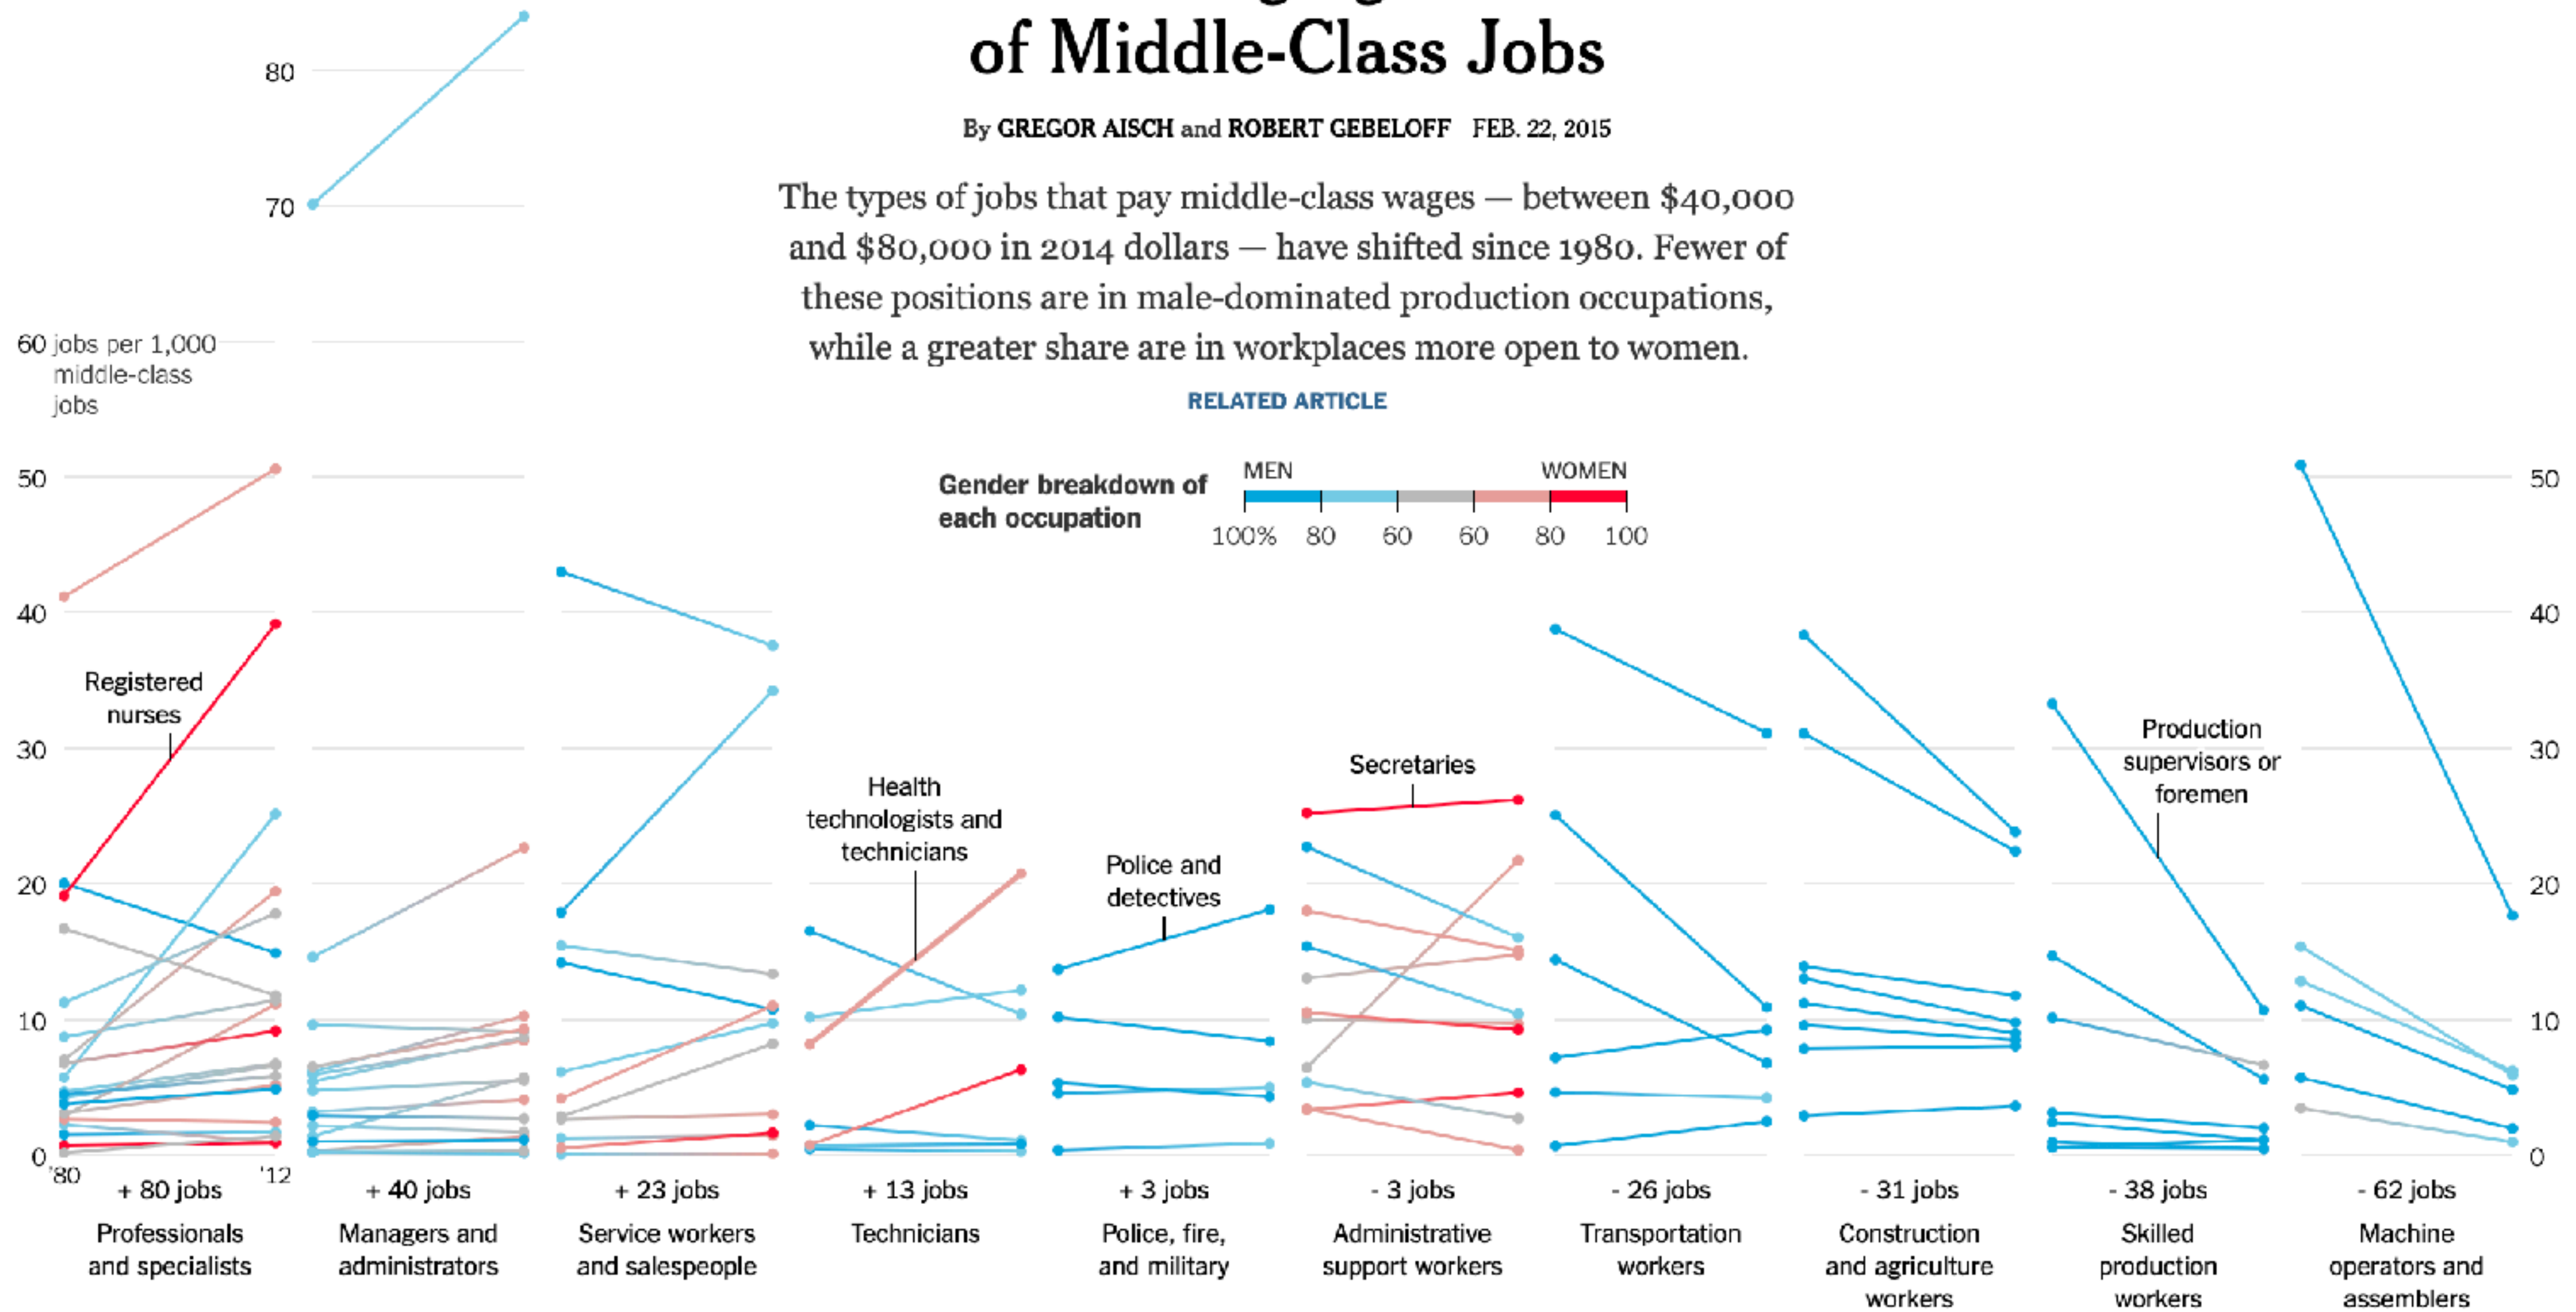 of Middle-Class Jobs
By GREGOR AISCH and ROBERT GEBELOFF FEB. 22, 2015
The types of jobs that pay middle-class wages — between $40,000
and $80,000 in 2014 dollars — have shifted since 1980. Fewer of
these positions are in male-dominated production occupations,
while a greater share are in workplaces more open to women.
RELATED ARTICLE
Gender breakdown of
each occupation
MEN WOMEN
100% 80 60 60 80 100
80
70
60 jobs per 1,000
middle-class
jobs
50
40
30
20
10
0
50
40
30
20
10
0
Registered
nurses
Health
technologists and
technicians
Police and
detectives
Secretaries
Production
supervisors or
foremen
'80 '12
+ 80 jobs
Professionals
and specialists
+ 40 jobs
Managers and
administrators
+ 23 jobs
Service workers
and salespeople
+ 13 jobs
Technicians
+ 3 jobs
Police, fire,
and military
- 3 jobs
Administrative
support workers
- 26 jobs
Transportation
workers
- 31 jobs
Construction
and agriculture
workers
- 38 jobs
Skilled
production
workers
- 62 jobs
Machine
operators and
assemblers